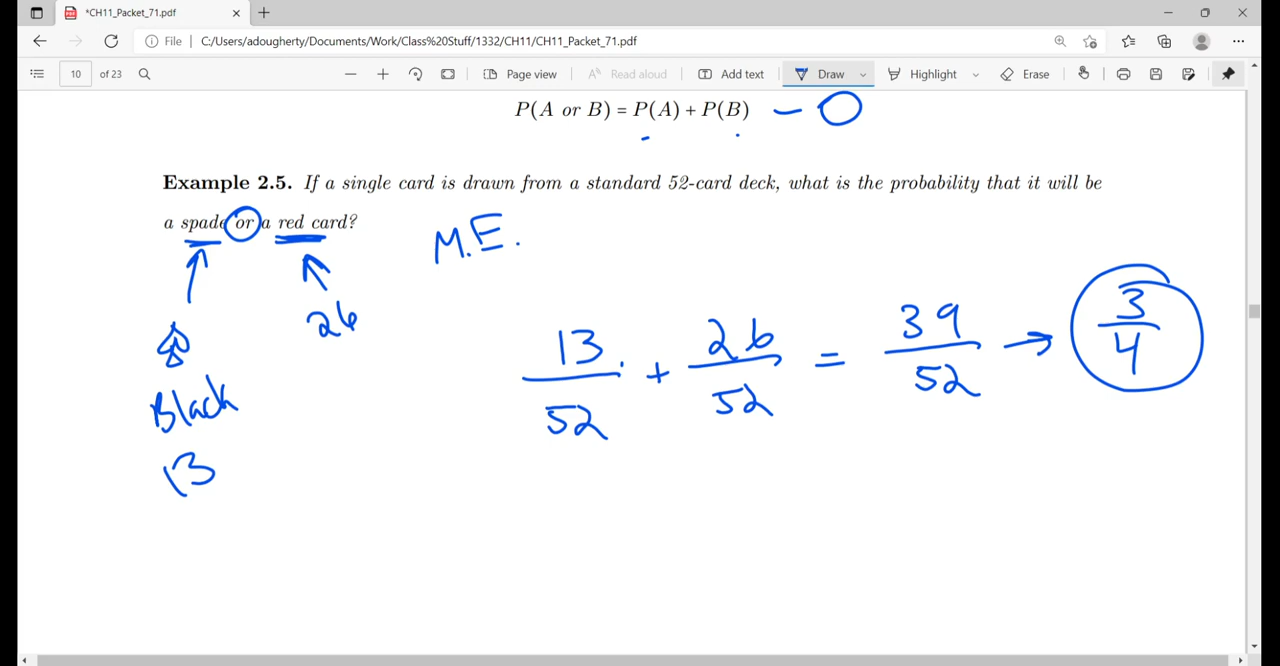 *CH11_Packet_71.pdf
File C:/Users/adougherty/Documents/Work/Class%20Stuff/1332/CH11/CH11_Packet_71.pdf
10 of 23 Page view Read aloud Add text Draw Highlight Erase
P(A or B) = P(A) + P(B) - 0
Example 2.5. If a single card is drawn from a standard 52-card deck, what is the probability that it will be
a spade or a red card?
M.E.
26
Black
13
13/52 + 26/52 = 39/52 → 3/4